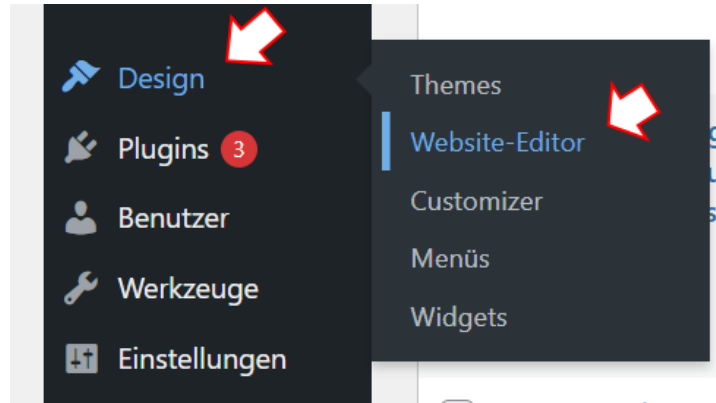 Design
Plugins 3
Benutzer
Werkzeuge
Einstellungen
Themes
Website-Editor
Customizer
Menüs
Widgets